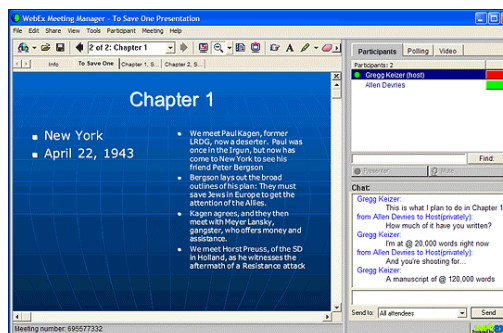 WebEx Meeting Manager - To Save One Presentation
File Edit Share View Tools Participant Meeting Help
2 of 2: Chapter 1
Info To Save One Chapter 1, S... Chapter 2, S...
Chapter 1
New York
April 22, 1943
We meet Paul Kagen, former
LRDG, now a deserter. Paul was
once in the Irgun, but now has
come to New York to see his
friend Peter Bergson
Bergson lays out the broad
outlines of his plan: They must
save Jews in Europe to get the
attention of the Allies.
Kagen agrees, and they then
meet with Meyer Lansky,
gangster, who offers money and
assistance.
We meet Horst Preuss, of the SD
in Holland, as he witnesses the
aftermath of a Resistance attack
Participants Polling Video
Participants: 2
Gregg Keizer (host)
Allen Devries
Find:
Presenter Mute
Chat:
Gregg Keizer:
This is what I plan to do in Chapter 1
from Allen Devries to Host(privately):
How much of it have you written?
Gregg Keizer:
I'm at @ 20,000 words right now
from Allen Devries to Host(privately):
And you're shooting for...
Gregg Keizer:
A manuscript of @ 120,000 words
Send to: All attendees Send
Meeting number: 695577332